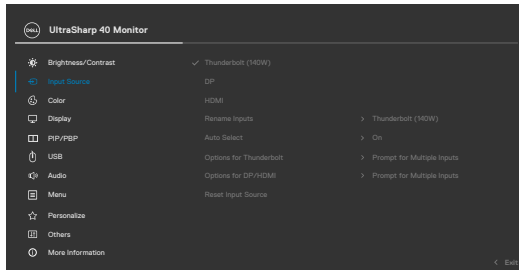 DELL
UltraSharp 40 Monitor
Brightness/Contrast
Thunderbolt (140W)
Input Source
DP
Color
HDMI
Display
Rename Inputs > Thunderbolt (140W)
PIP/PBP
Auto Select > On
USB
Options for Thunderbolt > Prompt for Multiple Inputs
Audio
Options for DP/HDMI > Prompt for Multiple Inputs
Menu
Reset Input Source
Personalize
Others
More Information
< Exit